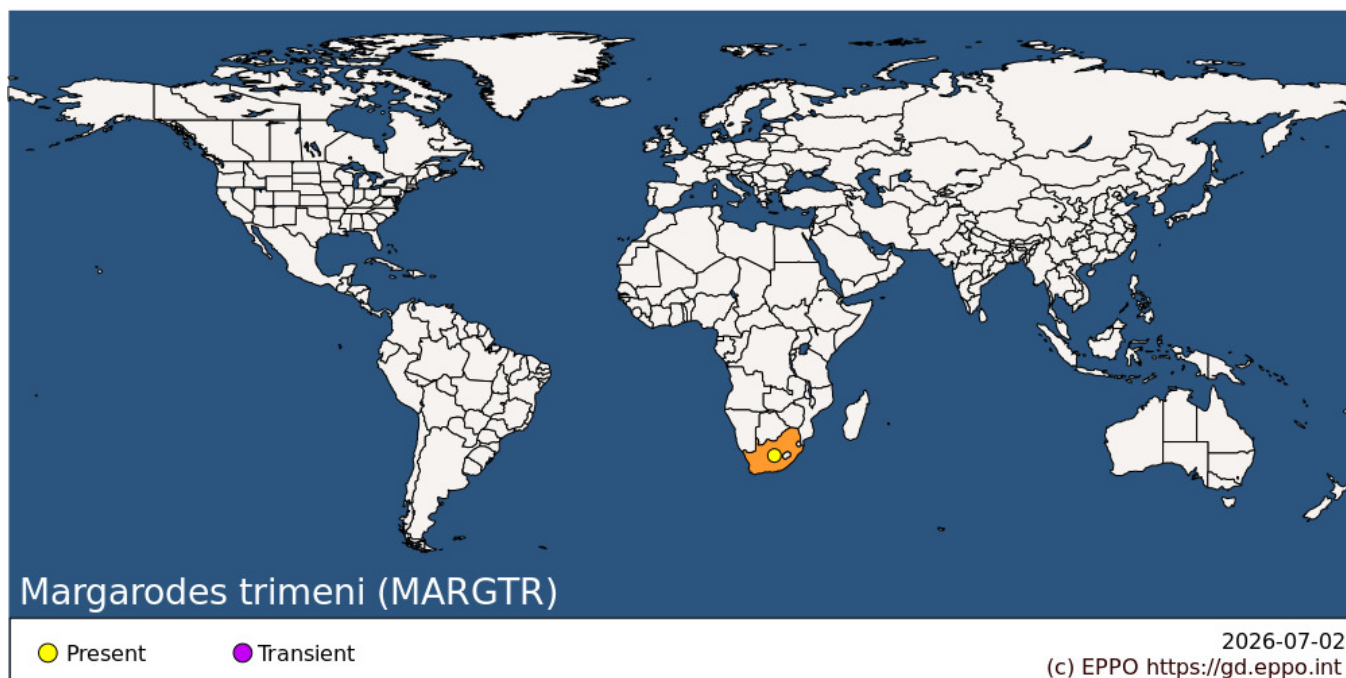 Margarodes trimeni (MARGTR)
Present
Transient
2026-07-02
(c) EPPO https://gd.eppo.int